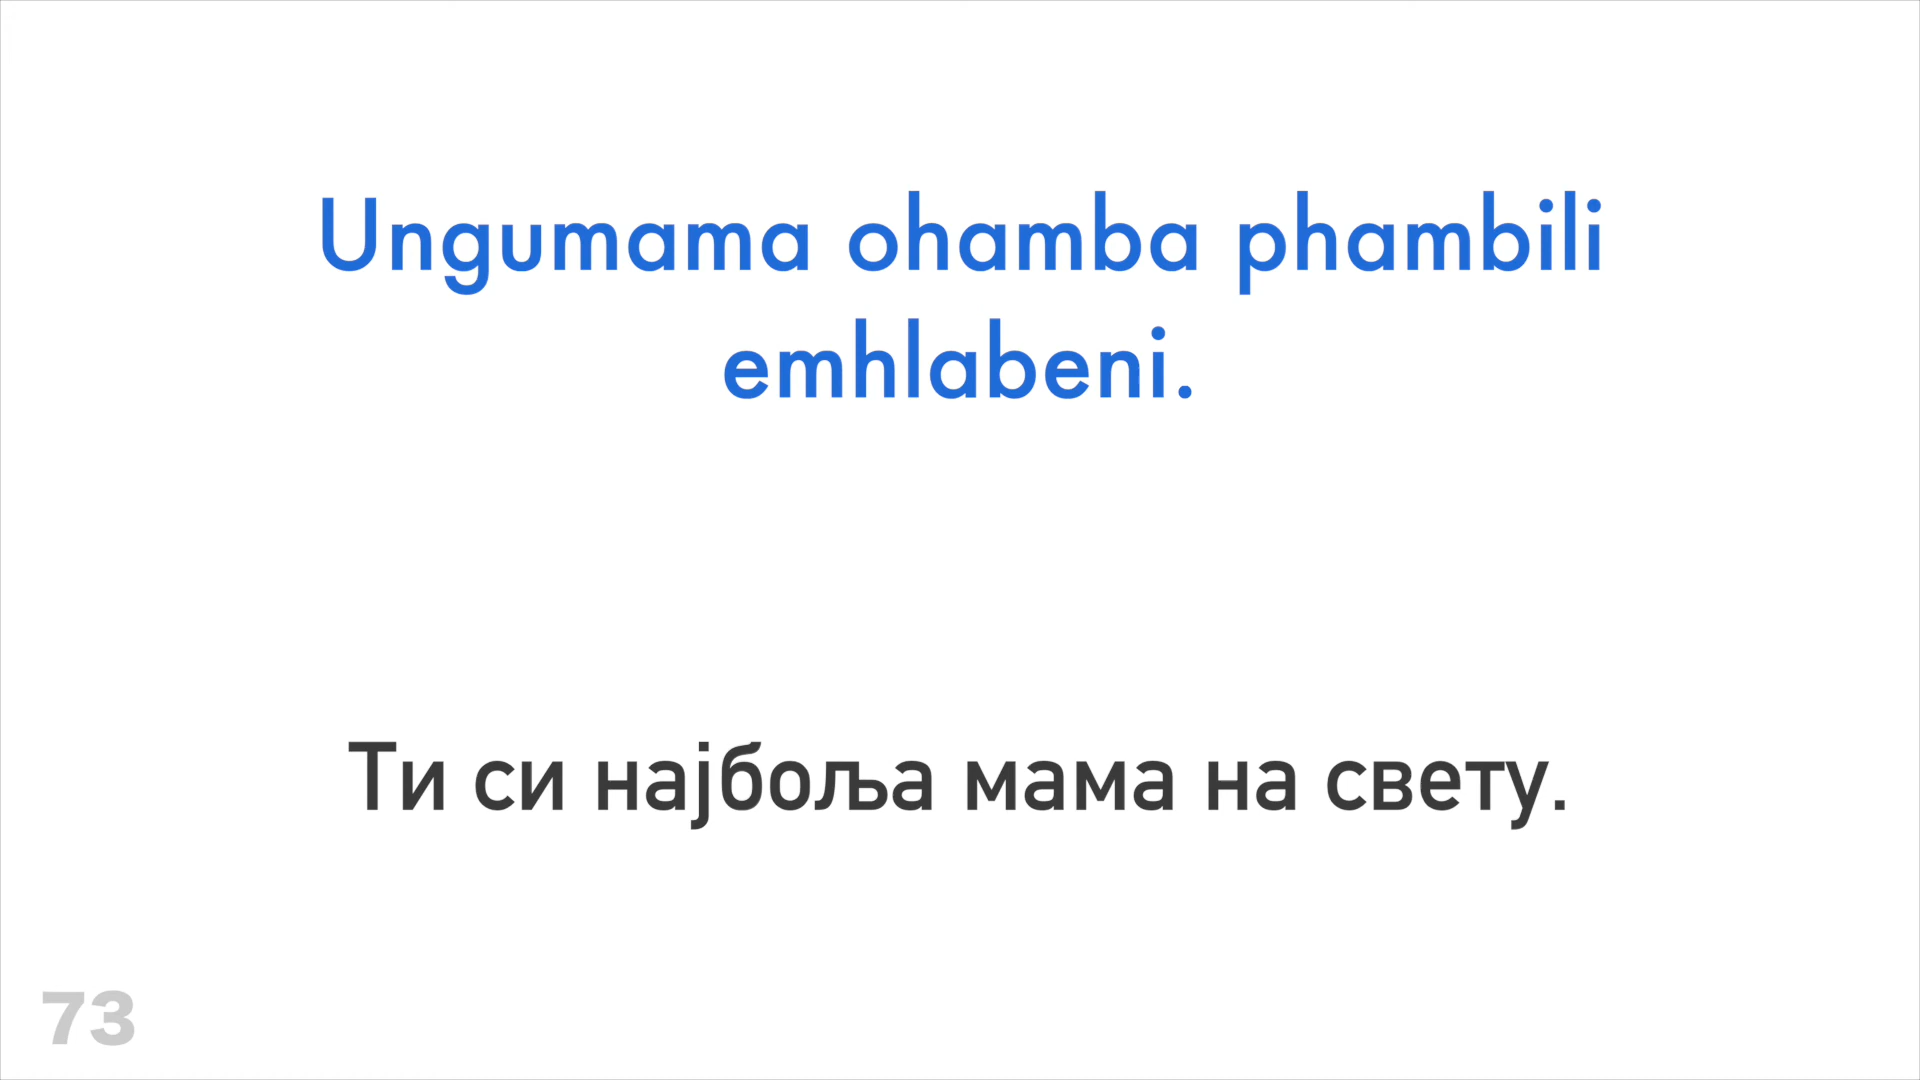 Ungumama ohamba phambili
emhlabeni.
Ти си најбоља мама на свету.
73